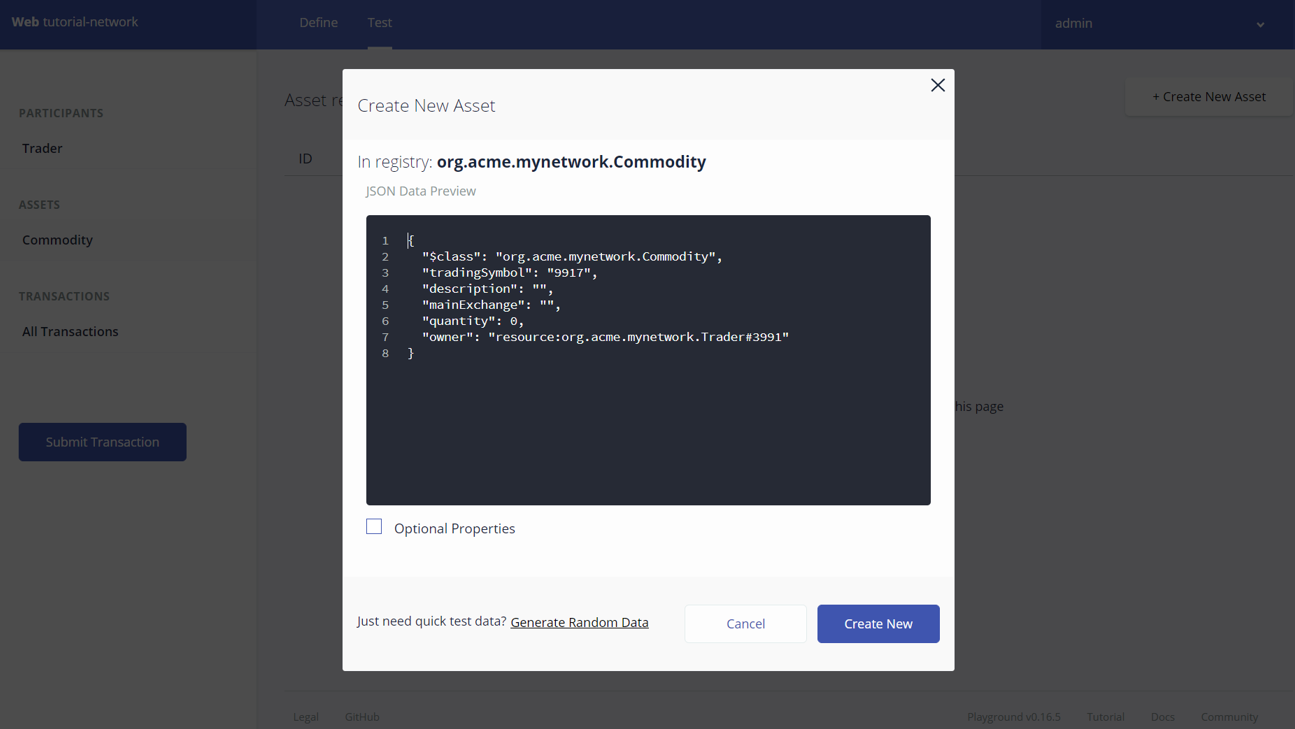 Web tutorial-network
Define
Test
admin
PARTICIPANTS
Trader
ASSETS
Commodity
TRANSACTIONS
All Transactions
Submit Transaction
Asset
+ Create New Asset
ID
his page
Create New Asset
In registry: org.acme.mynetwork.Commodity
JSON Data Preview
1 {
2 "$class": "org.acme.mynetwork.Commodity",
3 "tradingSymbol": "9917",
4 "description": "",
5 "mainExchange": "",
6 "quantity": 0,
7 "owner": "resource:org.acme.mynetwork.Trader#3991"
8 }
Optional Properties
Just need quick test data? Generate Random Data
Cancel
Create New
Legal
GitHub
Playground v0.16.5
Tutorial
Docs
Community